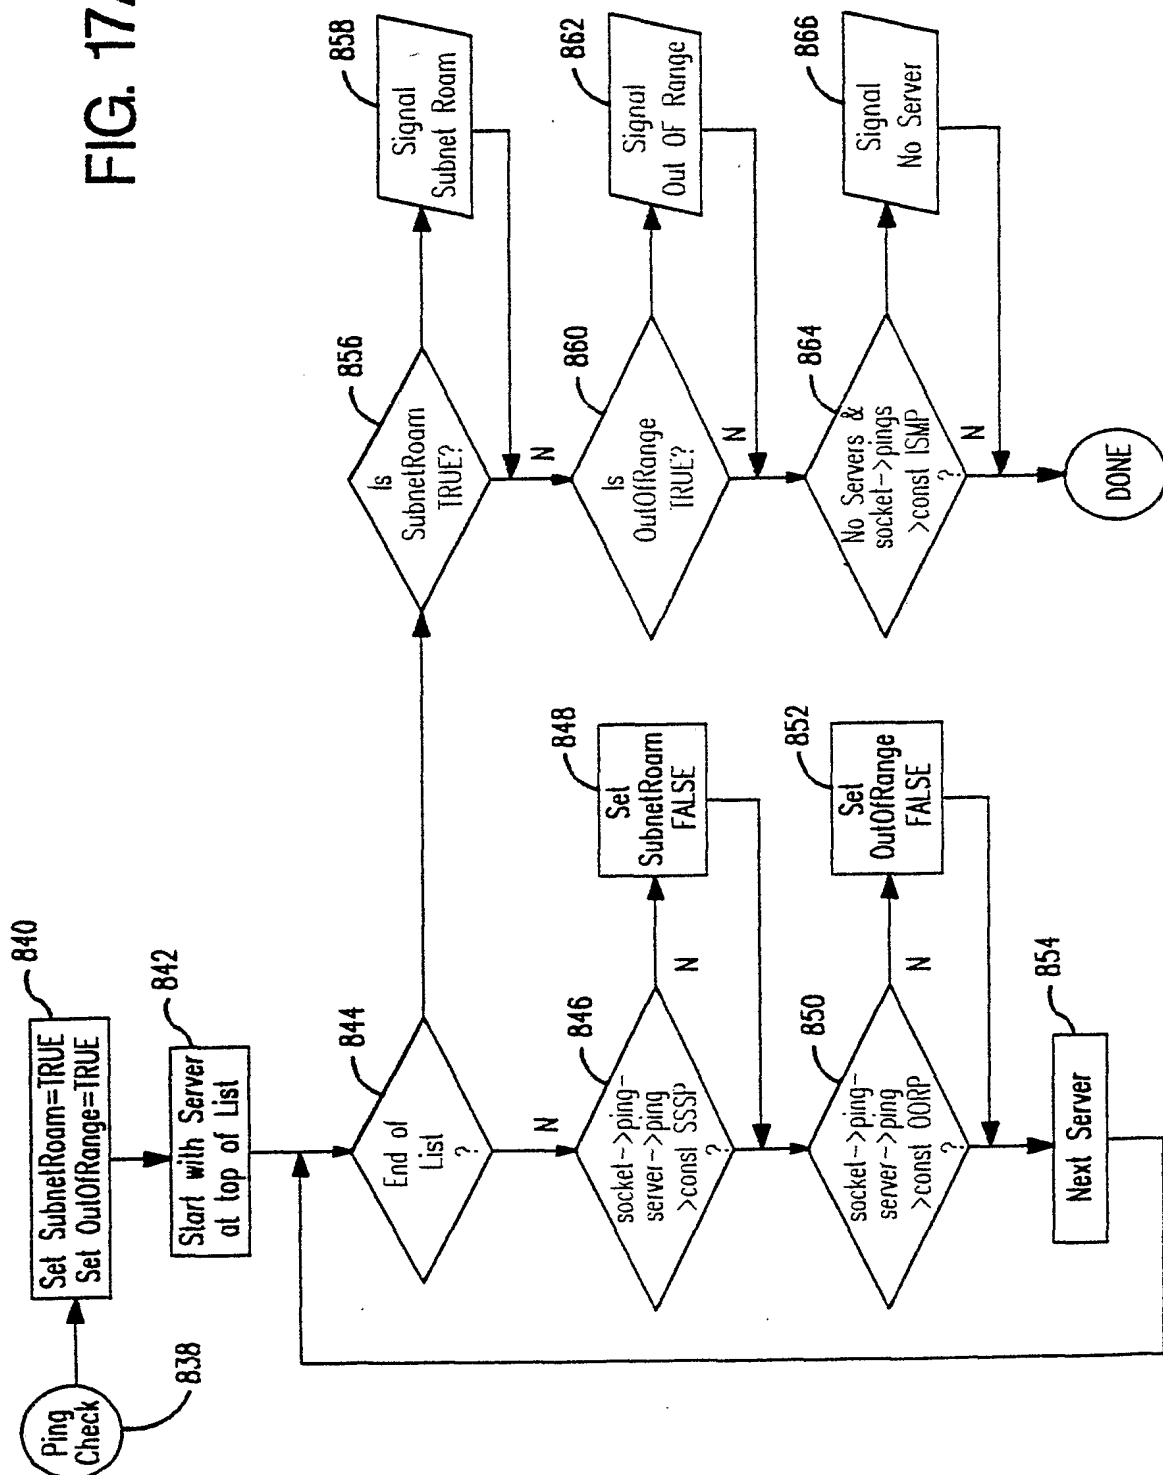 FIG. 17A
Ping
Check
838
Set SubnetRoam=TRUE
Set OutOfRange=TRUE
840
Start with Server
at top of List
842
End of
List
?
844
N
socket->ping-
server->ping
>const SSSP
?
846
N
Set
SubnetRoam
FALSE
848
socket->ping-
server->ping
>const OORP
?
850
N
Set
OutOfRange
FALSE
852
Next Server
854
Is
SubnetRoam
TRUE?
856
N
Signal
Subnet Roam
858
Is
OutOfRange
TRUE?
860
N
Signal
Out OF Range
862
No Servers &
socket->pings
>const ISMP
?
864
N
Signal
No Server
866
DONE